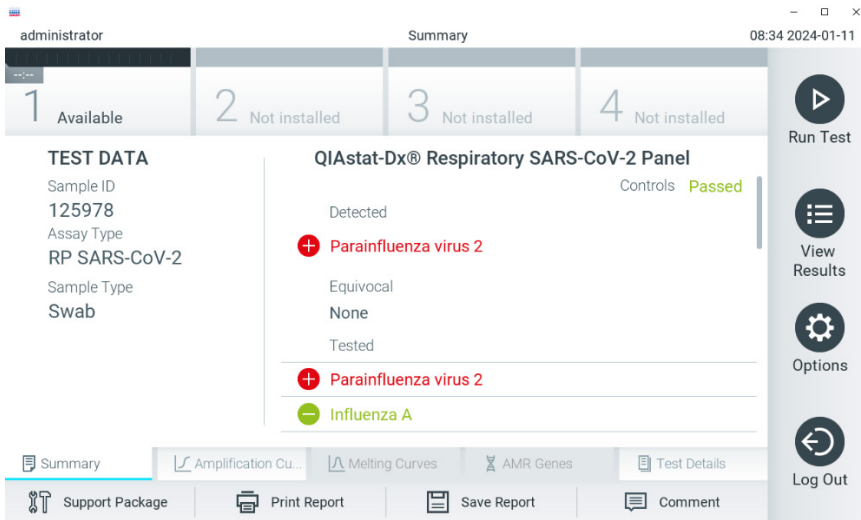 administrator
Summary
08:34 2024-01-11
--:--
1 Available
2 Not installed
3 Not installed
4 Not installed
Run Test
TEST DATA
Sample ID
125978
Assay Type
RP SARS-CoV-2
Sample Type
Swab
QIAstat-Dx® Respiratory SARS-CoV-2 Panel
Controls Passed
Detected
Parainfluenza virus 2
Equivocal
None
Tested
Parainfluenza virus 2
Influenza A
View
Results
Options
Log Out
Summary
Amplification Cu...
Melting Curves
AMR Genes
Test Details
Support Package
Print Report
Save Report
Comment